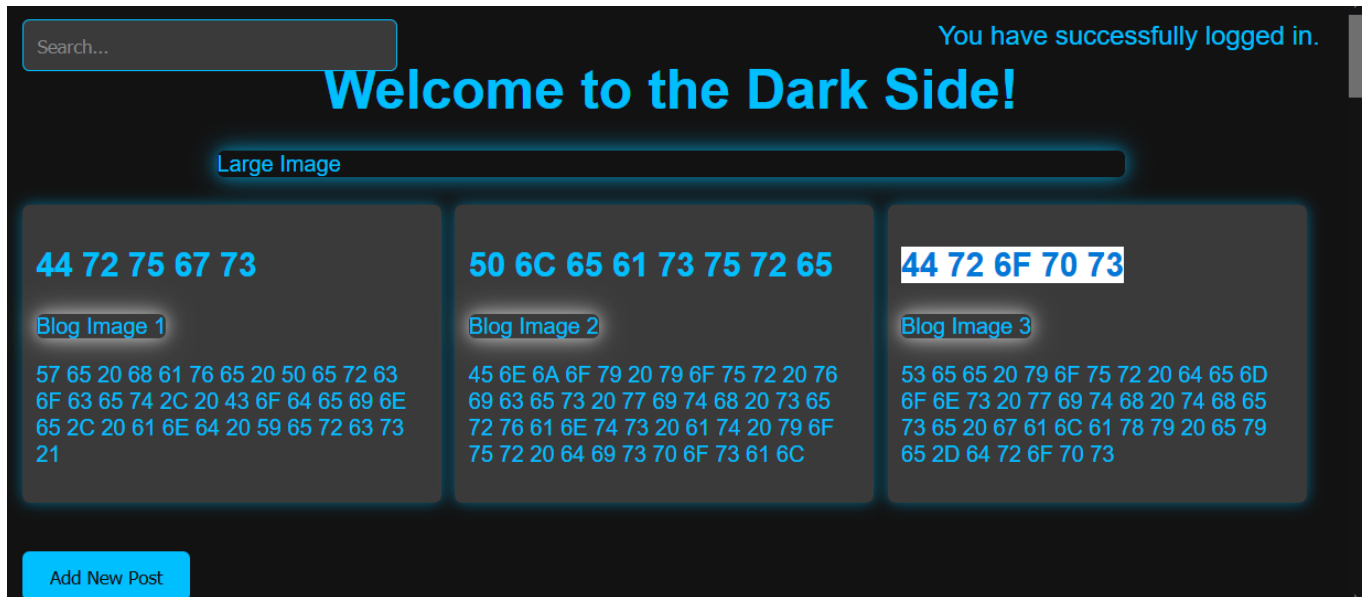 Search...
You have successfully logged in.
Welcome to the Dark Side!
Large Image
44 72 75 67 73
Blog Image 1
57 65 20 68 61 76 65 20 50 65 72 63
6F 63 65 74 2C 20 43 6F 64 65 69 6E
65 2C 20 61 6E 64 20 59 65 72 63 73
21
50 6C 65 61 73 75 72 65
Blog Image 2
45 6E 6A 6F 79 20 79 6F 75 72 20 76
69 63 65 73 20 77 69 74 68 20 73 65
72 76 61 6E 74 73 20 61 74 20 79 6F
75 72 20 64 69 73 70 6F 73 61 6C
44 72 6F 70 73
Blog Image 3
53 65 65 20 79 6F 75 72 20 64 65 6D
6F 6E 73 20 77 69 74 68 20 74 68 65
73 65 20 67 61 6C 61 78 79 20 65 79
65 2D 64 72 6F 70 73
Add New Post